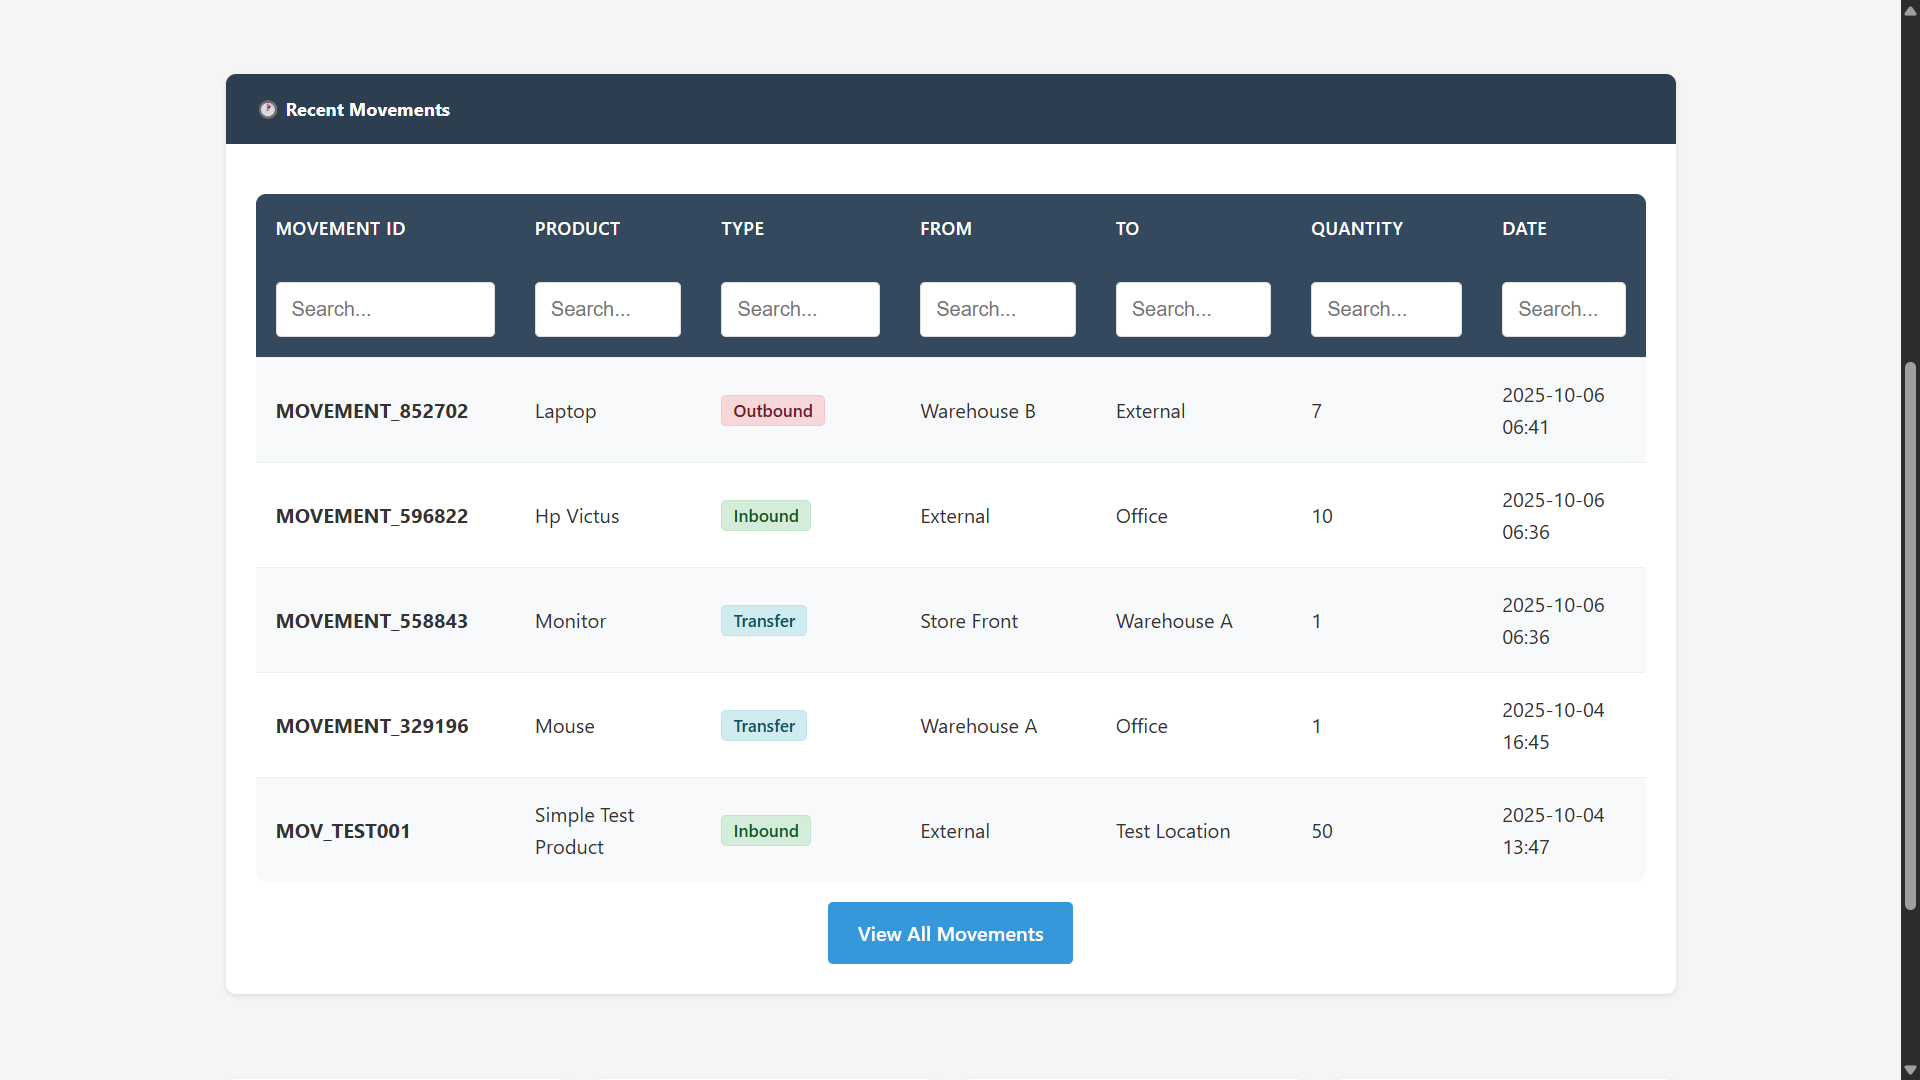 Recent Movements
MOVEMENT ID PRODUCT TYPE FROM TO QUANTITY DATE
Search... Search... Search... Search... Search... Search... Search...
MOVEMENT_852702 Laptop Outbound Warehouse B External 7 2025-10-06
06:41
MOVEMENT_596822 Hp Victus Inbound External Office 10 2025-10-06
06:36
MOVEMENT_558843 Monitor Transfer Store Front Warehouse A 1 2025-10-06
06:36
MOVEMENT_329196 Mouse Transfer Warehouse A Office 1 2025-10-04
16:45
MOV_TEST001 Simple Test Product Inbound External Test Location 50 2025-10-04
13:47
View All Movements